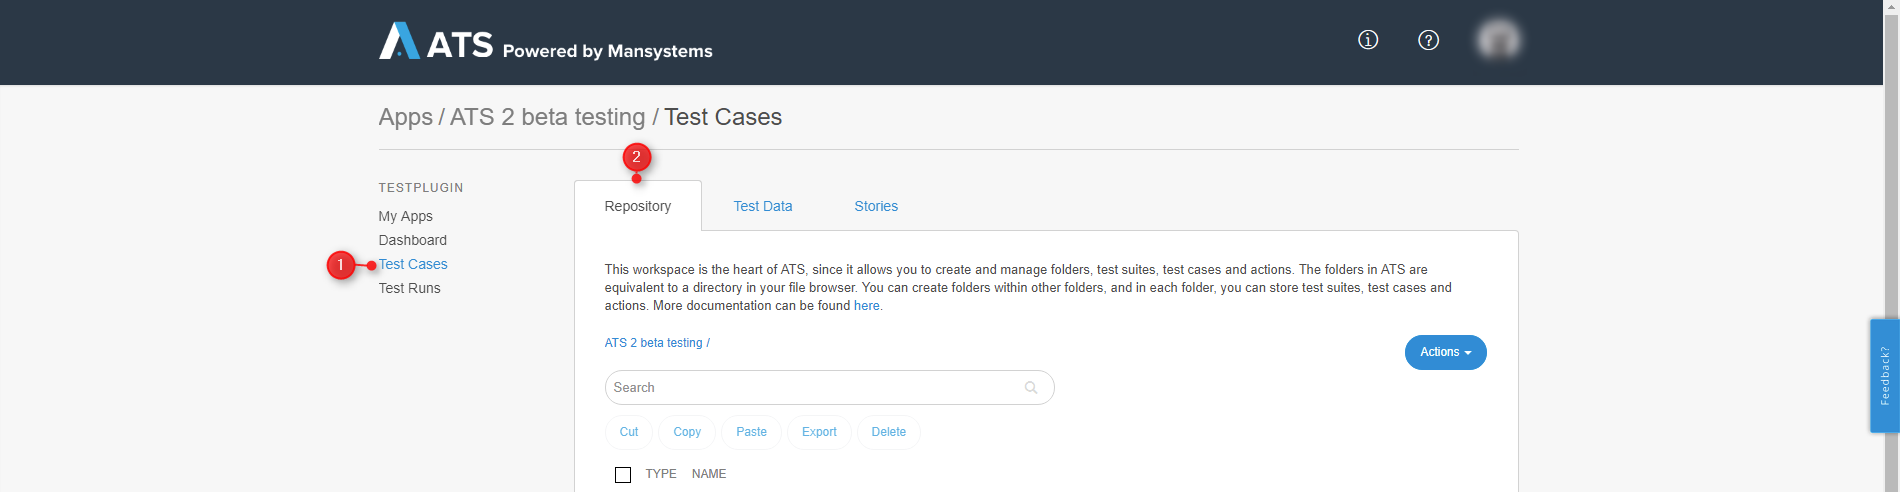 ATS Powered by Mansystems
Apps / ATS 2 beta testing / Test Cases
2
TESTPLUGIN
My Apps
Dashboard
1
Test Cases
Test Runs
Repository
Test Data
Stories
This workspace is the heart of ATS, since it allows you to create and manage folders, test suites, test cases and actions. The folders in ATS are
equivalent to a directory in your file browser. You can create folders within other folders, and in each folder, you can store test suites, test cases and
actions. More documentation can be found here.
ATS 2 beta testing /
Actions
Search
Cut
Copy
Paste
Export
Delete
TYPE NAME
Feedback?